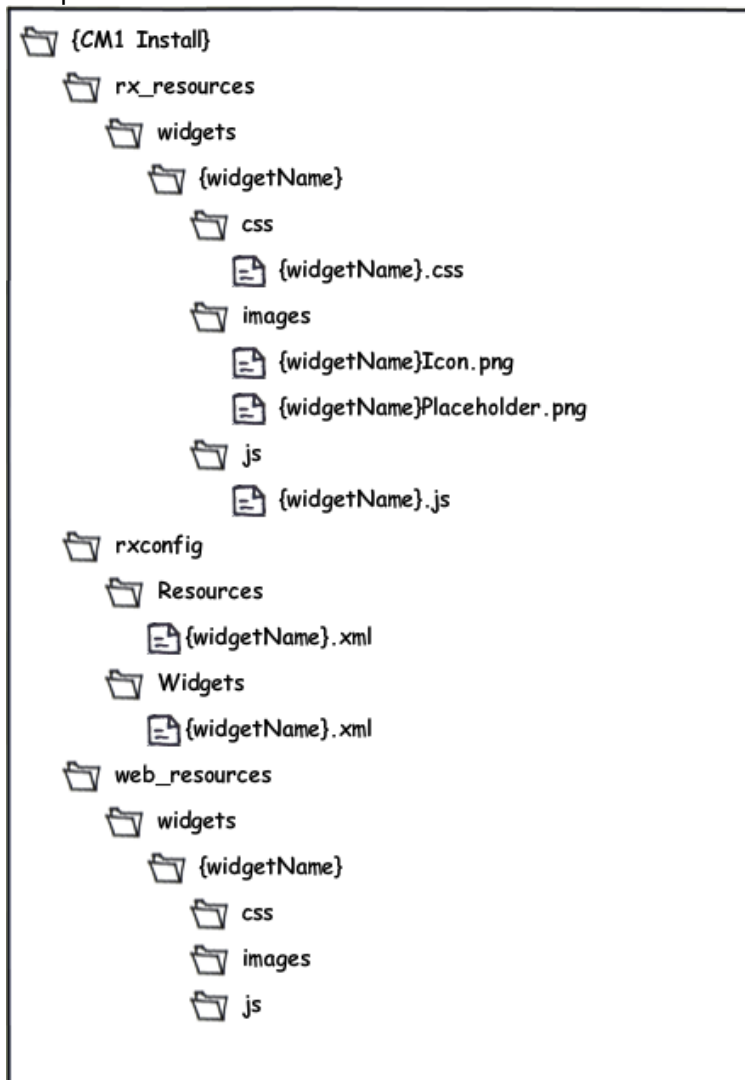 {CM1 Install}
rx_resources
widgets
{widgetName}
css
{widgetName}.css
images
{widgetName}Icon.png
{widgetName}Placeholder.png
js
{widgetName}.js
rxconfig
Resources
{widgetName}.xml
Widgets
{widgetName}.xml
web_resources
widgets
{widgetName}
css
images
js